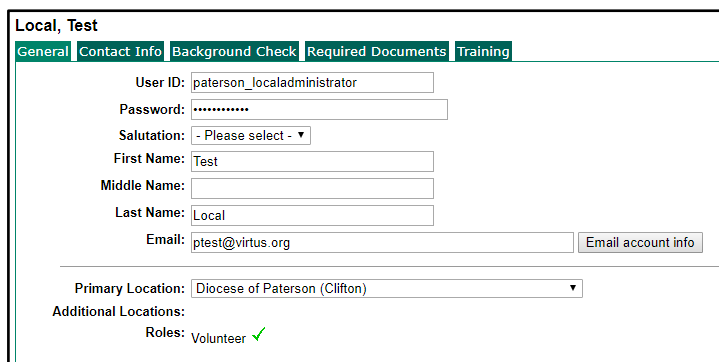 Local, Test
General Contact Info Background Check Required Documents Training
User ID: paterson_localadministrator
Password: ••••••••••••
Salutation: - Please select -
First Name: Test
Middle Name:
Last Name: Local
Email: ptest@virtus.org Email account info
Primary Location: Diocese of Paterson (Clifton)
Additional Locations:
Roles: Volunteer